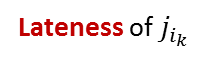 Lateness of $j_{i_k}$